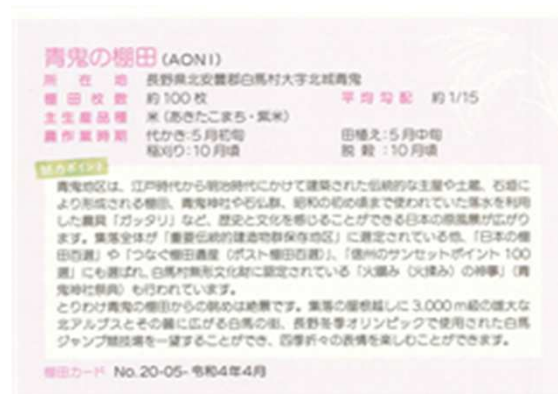 青鬼の棚田(AONI)
所在地 長野県北安曇郡白馬村大字北城青鬼
棚田枚数 約100枚 平均勾配 約1/15
主生産品種 米(あきたこまち・紫米)
農作業時期 代かき:5月初旬 田植え:5月中旬
稲刈り:10月頃 脱穀:10月頃
魅力ポイント
青鬼地区は、江戸時代から明治時代にかけて建築された伝統的な主屋や土蔵、石垣に
より形成される棚田、青鬼神社や石仏群、昭和の初め頃まで使われていた落水を利用
した農具「ガッタリ」など、歴史と文化を感じることができる日本の原風景が広がり
ます。集落全体が「重要伝統的建造物群保存地区」に選定されている他、「日本の棚
田百選」や「つなぐ棚田遺産(ポスト棚田百選)」、「信州のサンセットポイント100
選」にも選ばれ、白馬村無形文化財に認定されている「火揉み(火揉み)の神事」(青
鬼神社祭典)も行われています。
とりわけ青鬼の棚田からの眺めは絶景です。集落の屋根越しに3,000m級の雄大な
北アルプスとその麓に広がる白馬の街、長野冬季オリンピックで使用された白馬
ジャンプ競技場を一望することができ、四季折々の表情を楽しむことができます。
棚田カード No.20-05-令和4年4月